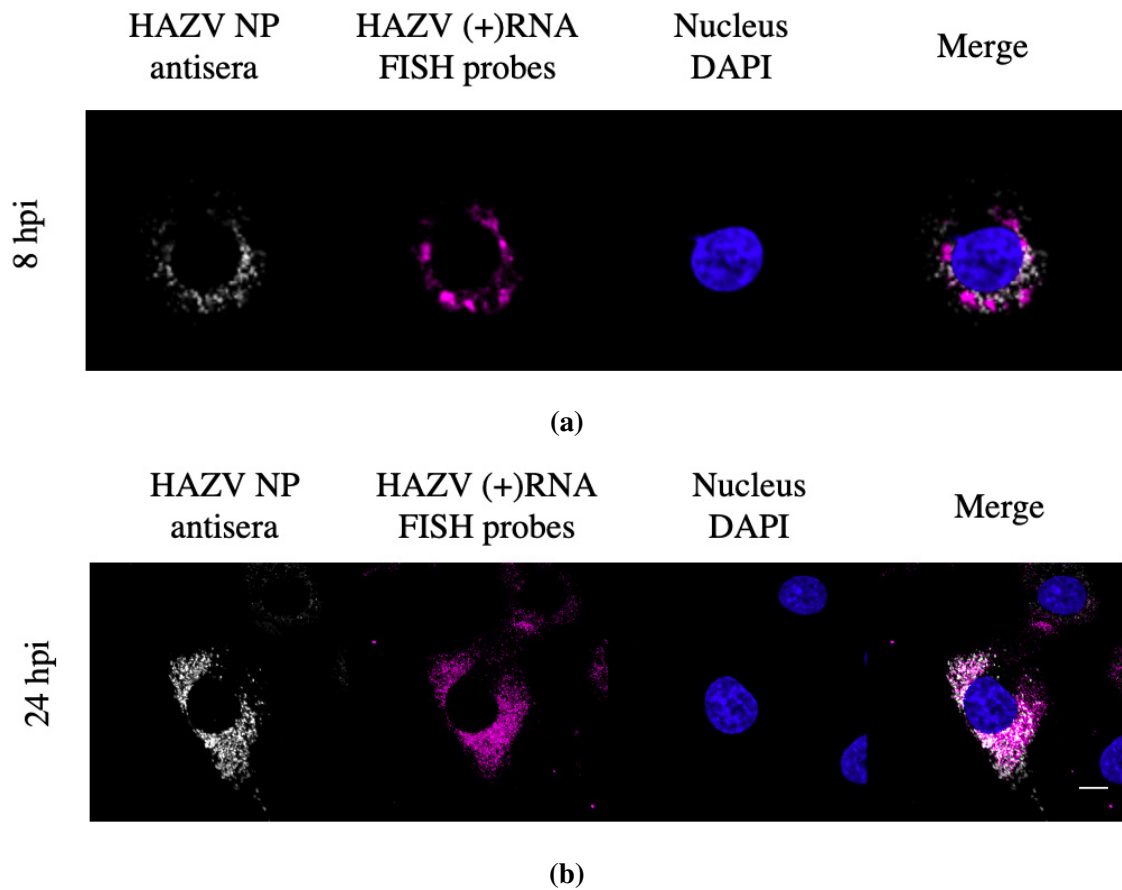 HAZV NP HAZV (+)RNA Nucleus Merge
antisera FISH probes DAPI
8 hpi
(a)
HAZV NP HAZV (+)RNA Nucleus Merge
antisera FISH probes DAPI
24 hpi
(b)